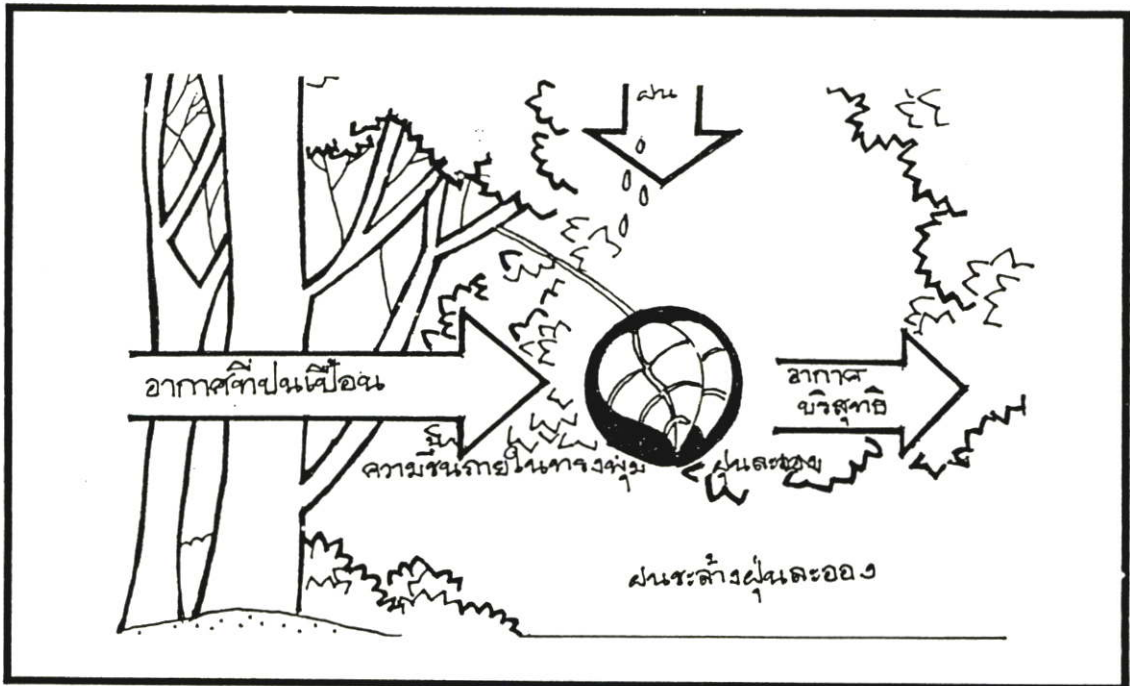 ฝน
อากาศที่ปนเปื้อน
อากาศ
บริสุทธิ
ความชื้นภายในทรงพุ่ม
ฝุ่นละออง
ฝนชะล้างฝุ่นละออง